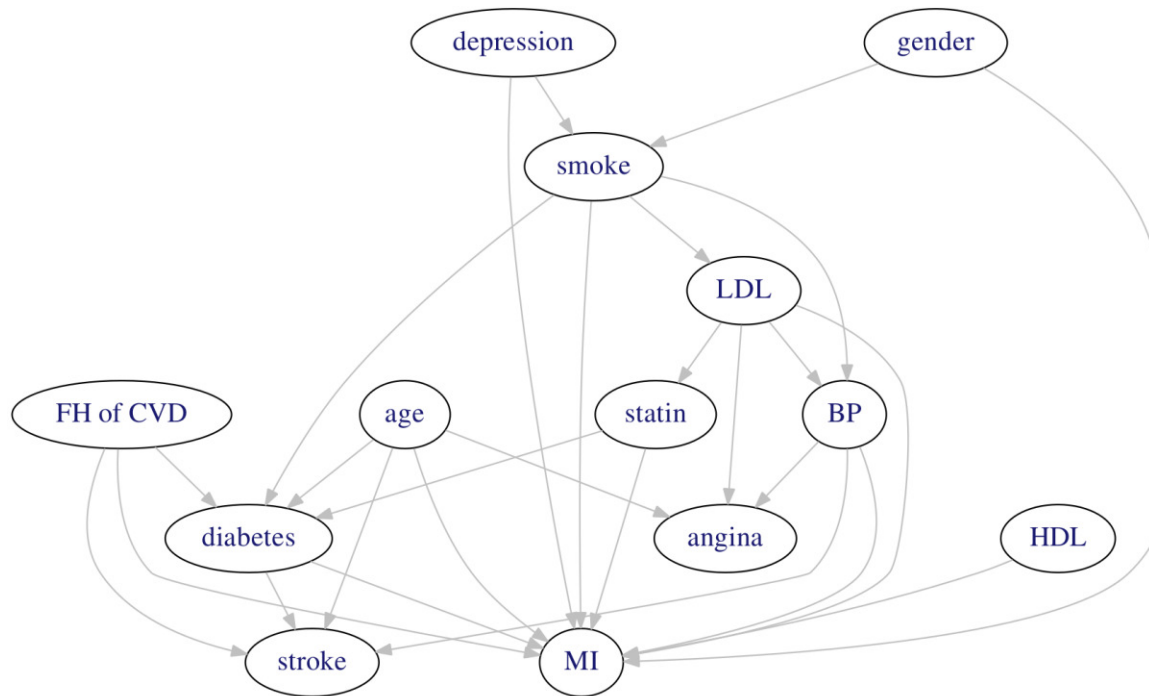 depression
gender
smoke
LDL
FH of CVD
age
statin
BP
diabetes
angina
HDL
stroke
MI